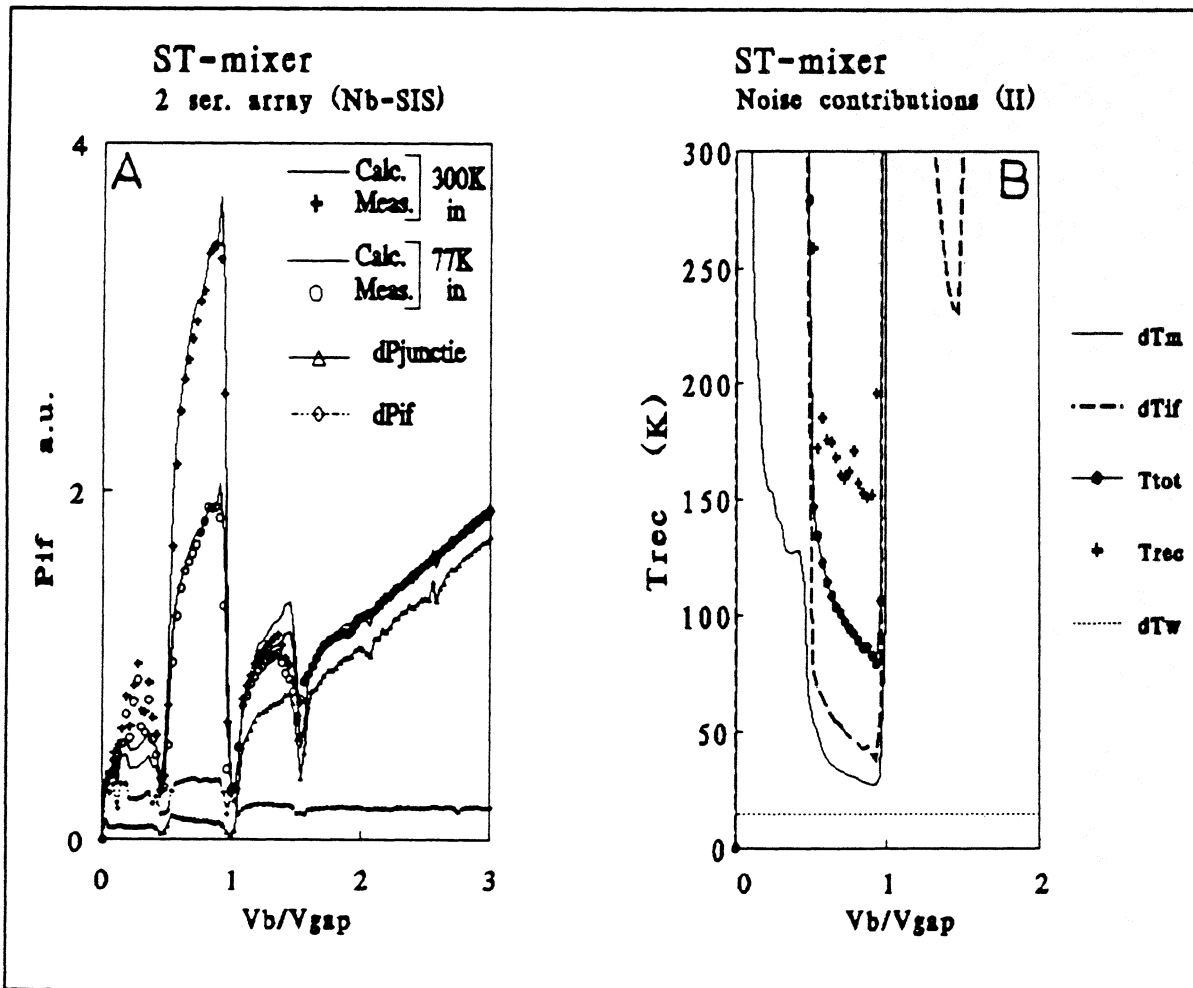 ST-mixer
2 ser. array (Nb-SIS)
4
2
0
Pif a.u.
A
Calc.
Meas.
300K
in
Calc.
Meas.
77K
in
dPjunctie
dPif
0 1 2 3
Vb/Vgap
ST-mixer
Noise contributions (II)
300
250
200
150
100
50
0
Trec (K)
B
0 1 2
Vb/Vgap
dTm
dTif
Ttot
Trec
dTw